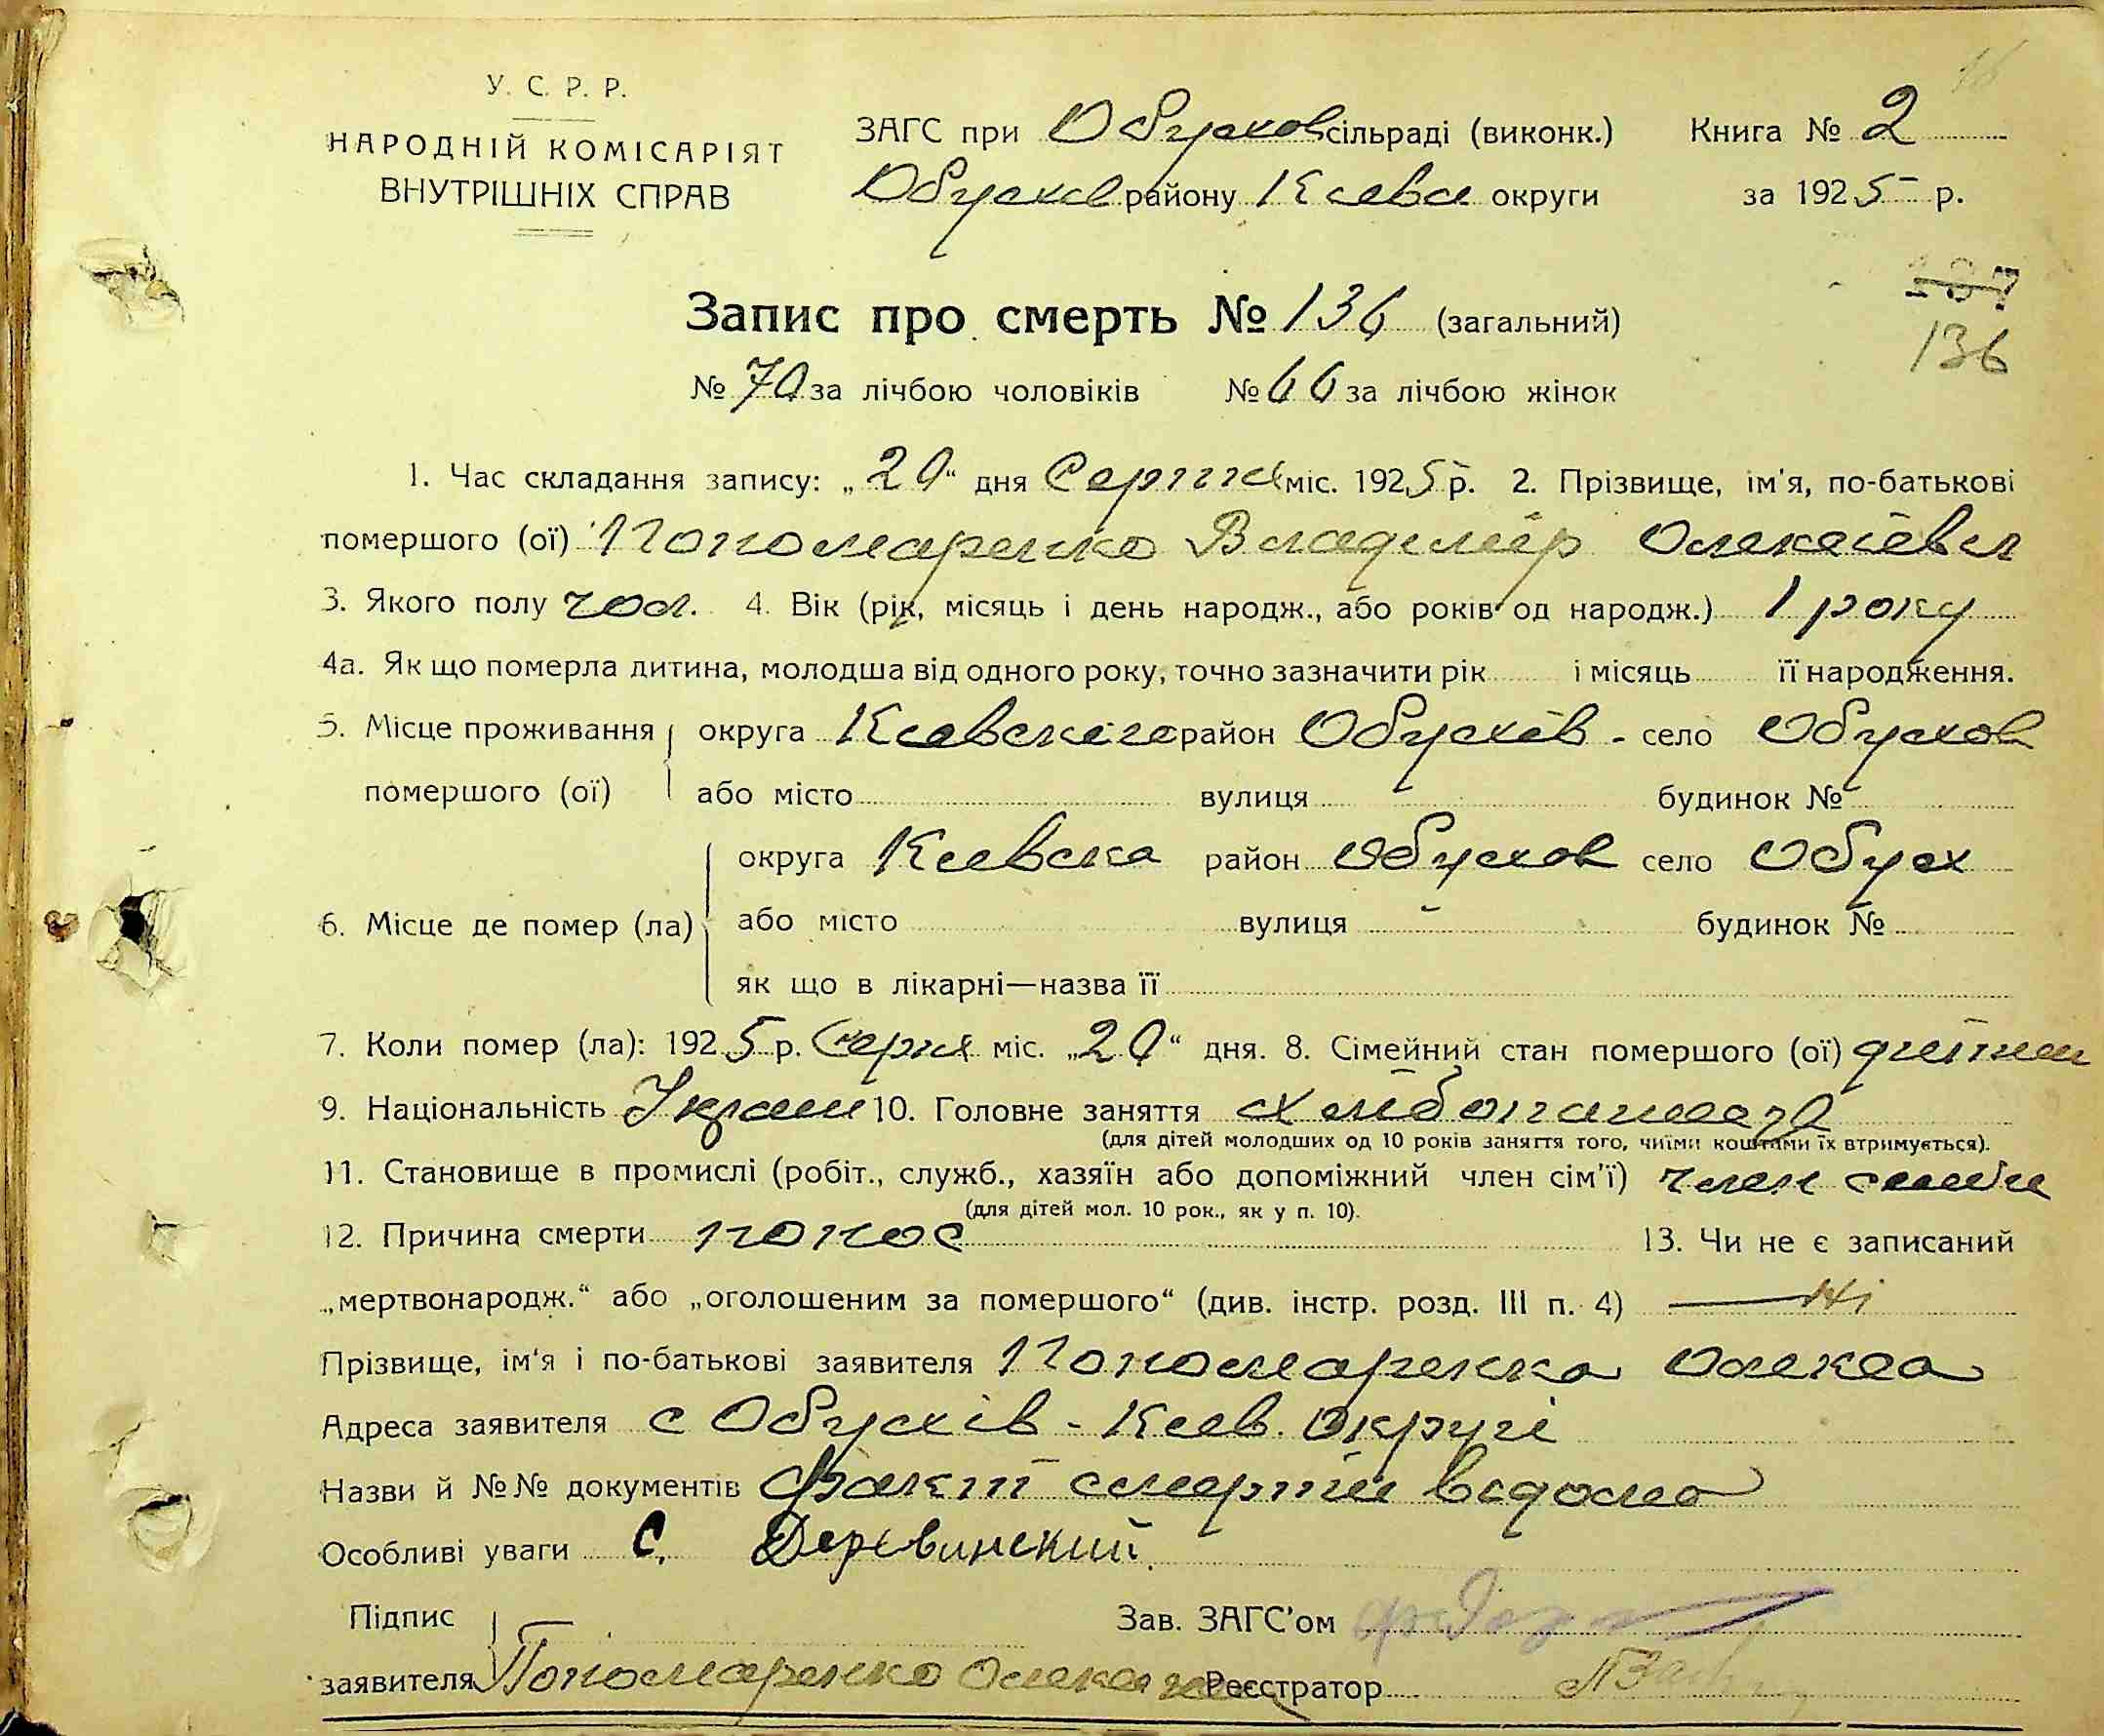 У. С. Р. Р.
НАРОДНІЙ КОМІСАРІЯТ
ВНУТРІШНІХ СПРАВ
ЗАГС при Обухов сільраді (виконк.) Книга № 2
Обухов району Киевс округи за 1925 р.
Запис про смерть № 136 (загальний)
137
136
№ 70 за лічбою чоловіків № 66 за лічбою жінок
1. Час складання запису: „20“ дня Серпня міс. 1925 р. 2. Прізвище, ім'я, по-батькові
помершого (ої) Пономаренко Владимір Олексієвич
3. Якого полу чол. 4. Вік (рік, місяць і день народж., або років од народж.) 1 року
4а. Як що померла дитина, молодша від одного року, точно зазначити рік і місяць її народження.
5. Місце проживання округа район Обухів - село Обухов
помершого (ої) або місто вулиця будинок №
округа Киевска район Обухов село Обух
6. Місце де помер (ла) або місто вулиця будинок №
як що в лікарні—назва її
7. Коли помер (ла): 1925 р. Серпня міс. „20“ дня. 8. Сімейний стан помершого (ої)
9. Національність Украин 10. Головне заняття
(для дітей молодших од 10 років заняття того, чиїми коштами їх втримується).
11. Становище в промислі (робіт., служб., хазяїн або допоміжний член сім'ї) член семьи
(для дітей мол. 10 рок., як у п. 10).
12. Причина смерти понос 13. Чи не є записаний
„мертвонародж.“ або „оголошеним за помершого“ (див. інстр. розд. III п. 4) — Ні
Прізвище, ім'я і по-батькові заявителя Пономаренко Олекса
Адреса заявителя с Обухів - Киев. Округі
Назви й №№ документів Факт смерти відома
Особливі уваги С. Деревинский.
Підпис Зав. ЗАГС'ом
заявителя Пономаренко Реєстратор